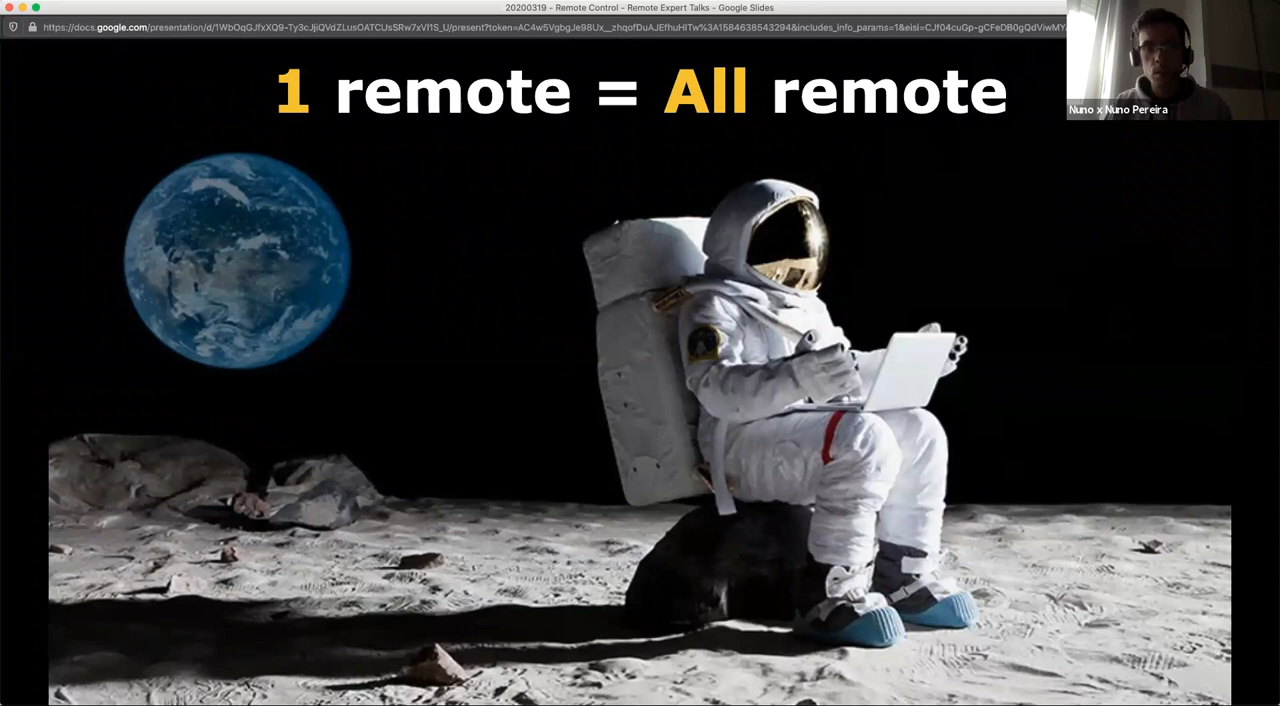 20200319 - Remote Control - Remote Expert Talks - Google Slides
1 remote = All remote
Nuno x Nuno Pereira